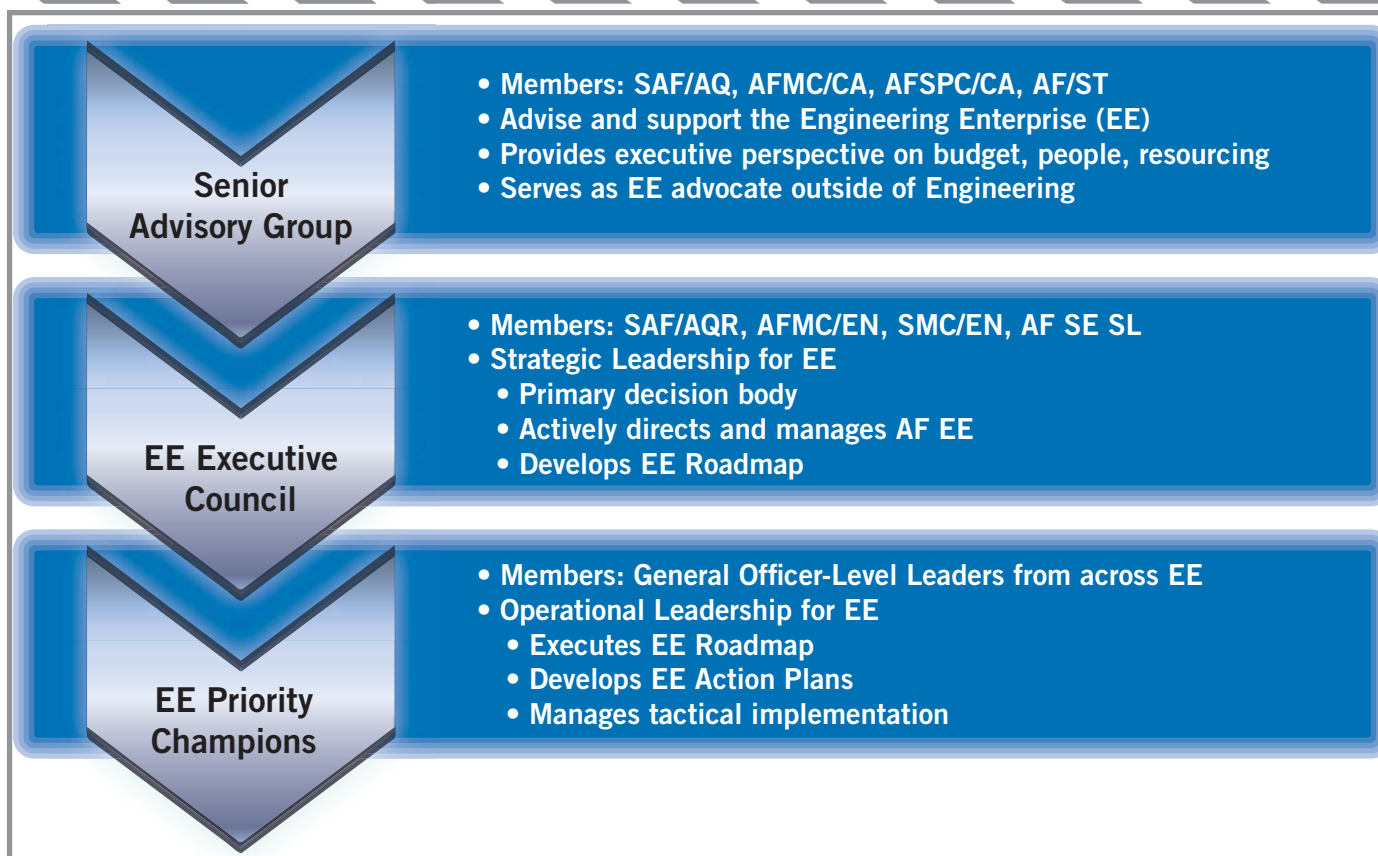 Senior
Advisory Group
• Members: SAF/AQ, AFMC/CA, AFSPC/CA, AF/ST
• Advise and support the Engineering Enterprise (EE)
• Provides executive perspective on budget, people, resourcing
• Serves as EE advocate outside of Engineering
EE Executive
Council
• Members: SAF/AQR, AFMC/EN, SMC/EN, AF SE SL
• Strategic Leadership for EE
• Primary decision body
• Actively directs and manages AF EE
• Develops EE Roadmap
EE Priority
Champions
• Members: General Officer-Level Leaders from across EE
• Operational Leadership for EE
• Executes EE Roadmap
• Develops EE Action Plans
• Manages tactical implementation